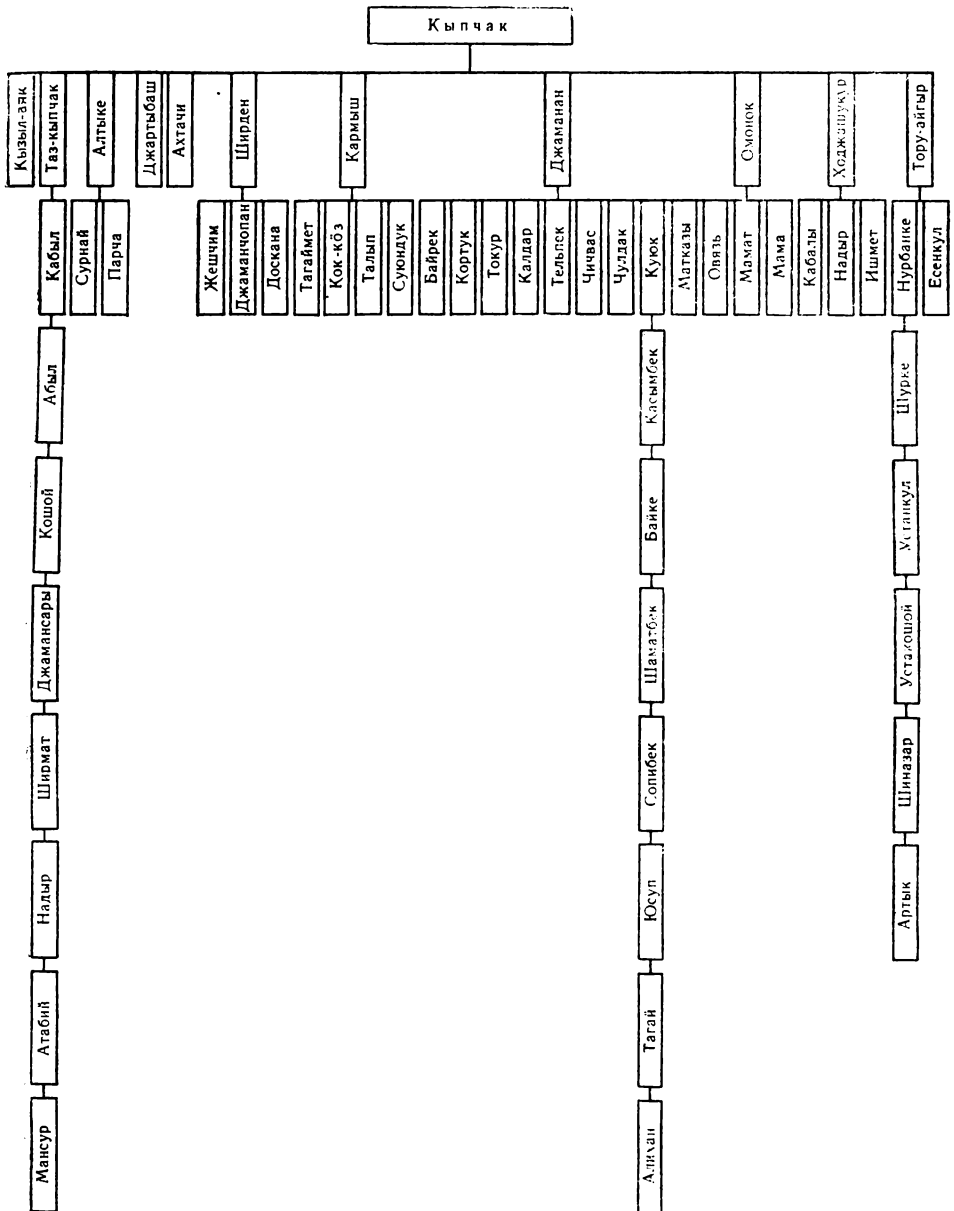 Кыпчак
Кызыл-аяк
Таз-кыпчак
Алтыке
Джартыбаш
Ахтачи
Ширден
Кармыш
Джаманан
Омонок
Ходжашукур
Тору-айгыр
Кабыл
Сурнай
Парча
Жешчим
Джаманчопан
Доскана
Тагаймет
Кок-көз
Талып
Суюндук
Байрек
Кортук
Токур
Калдар
Тельпек
Чичвас
Чулдак
Куюк
Матказы
Овязь
Мамат
Мама
Кабалы
Надыр
Ишмет
Нурбанке
Есенкул
Абыл
Касымбек
Шурке
Кошой
Байке
Устанкул
Джамансары
Шаматбек
Устакошой
Ширмат
Сопибек
Шиназар
Надыр
Юсуп
Артык
Атабий
Тагай
Мансур
Алихан